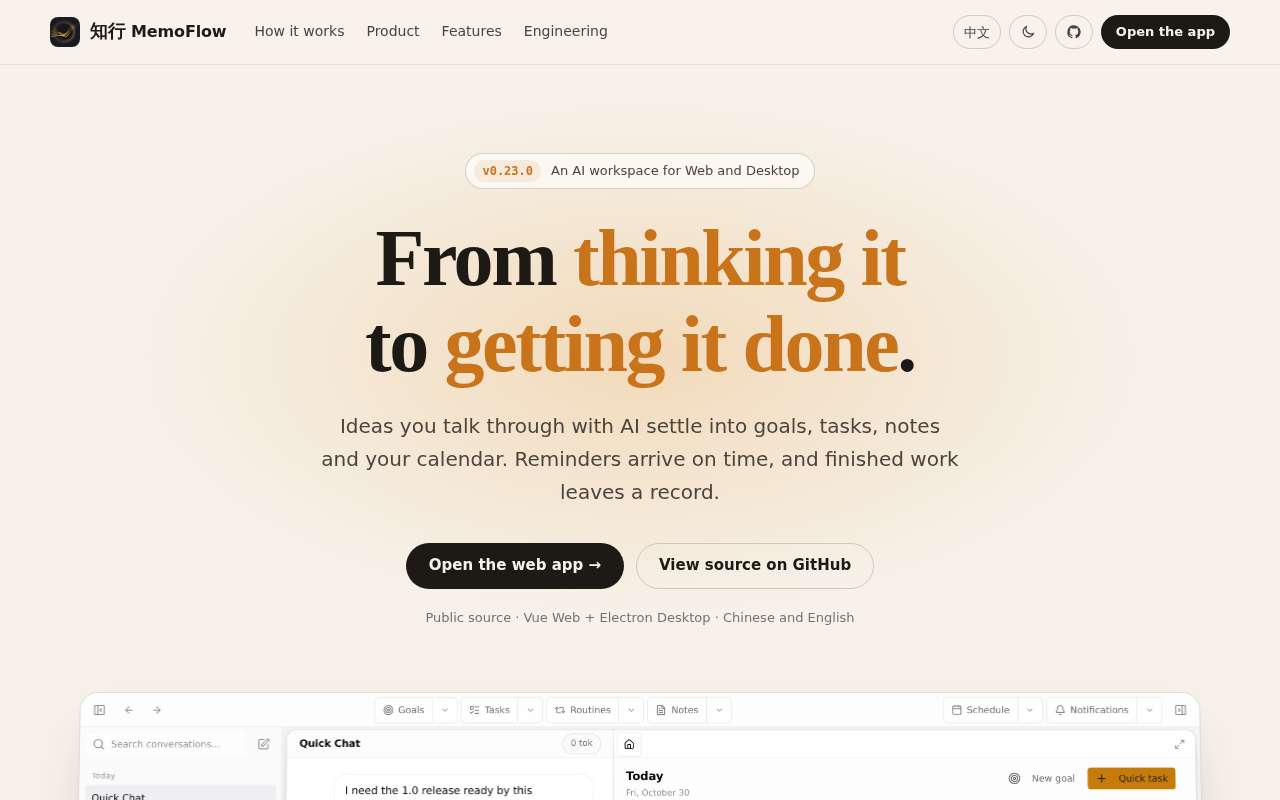 知行 MemoFlow
How it works
Product
Features
Engineering
中文
Open the app
v0.23.0 An AI workspace for Web and Desktop
From thinking it
to getting it done.
Ideas you talk through with AI settle into goals, tasks, notes
and your calendar. Reminders arrive on time, and finished work
leaves a record.
Open the web app →
View source on GitHub
Public source · Vue Web + Electron Desktop · Chinese and English
Goals
Tasks
Routines
Notes
Schedule
Notifications
Search conversations...
Quick Chat
0 tok
Today
Quick Chat
I need the 1.0 release ready by this
Today
Fri, October 30
New goal
Quick task